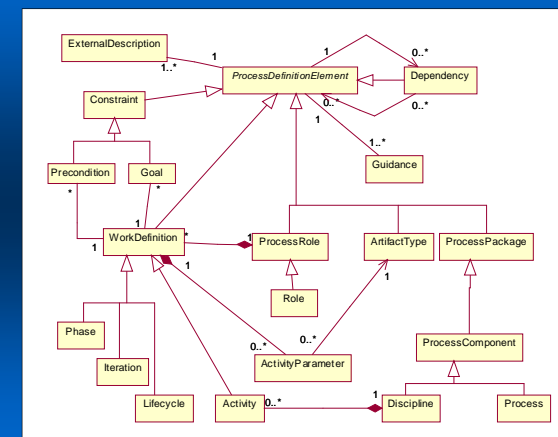 ExternalDescription
1
1..*
1
0..*
ProcessDefinitionElement
Dependency
0..*
0..*
1
Constraint
1..*
Guidance
Precondition
Goal
*
*
1
1
*
1
WorkDefinition
ProcessRole
ArtifactType
ProcessPackage
1
1
Role
Phase
Iteration
Lifecycle
0..*
0..*
ActivityParameter
ProcessComponent
Activity
0..*
1
Discipline
Process